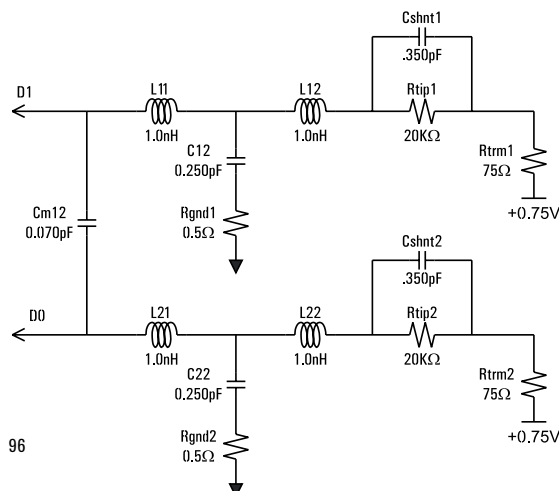 Cshnt1
.350pF
D1
L11
L12
1.0nH
1.0nH
Rtip1
20KΩ
C12
0.250pF
Rtrm1
75Ω
+0.75V
Rgnd1
0.5Ω
Cm12
0.070pF
Cshnt2
.350pF
D0
L21
L22
1.0nH
1.0nH
Rtip2
20KΩ
C22
0.250pF
Rtrm2
75Ω
+0.75V
Rgnd2
0.5Ω
96